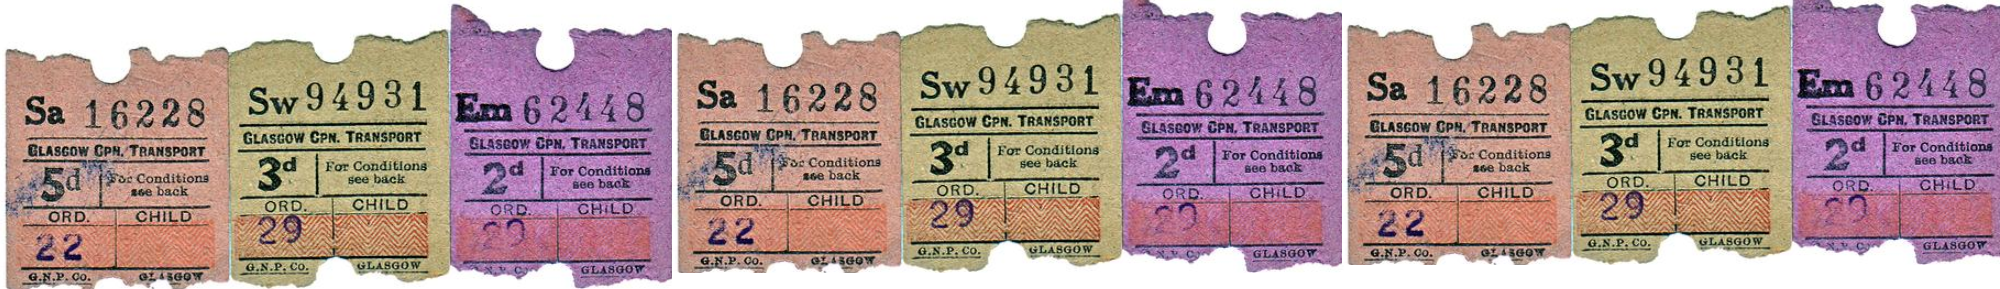 Sa 16228
GLASGOW CPN. TRANSPORT
5d
For Conditions
see back
ORD. CHILD
22
G.N.P. Co. GLASGOW
Sw 94931
GLASGOW CPN. TRANSPORT
3d
For Conditions
see back
ORD. CHILD
29
G.N.P. Co. GLASGOW
Em 62448
GLASGOW CPN. TRANSPORT
2d
For Conditions
see back
ORD. CHILD
29
GLASGOW
Sa 16228
GLASGOW CPN. TRANSPORT
5d
For Conditions
see back
ORD. CHILD
22
G.N.P. Co. GLASGOW
Sw 94931
GLASGOW CPN. TRANSPORT
3d
For Conditions
see back
ORD. CHILD
29
G.N.P. Co. GLASGOW
Em 62448
GLASGOW CPN. TRANSPORT
2d
For Conditions
see back
ORD. CHILD
29
GLASGOW
Sa 16228
GLASGOW CPN. TRANSPORT
5d
For Conditions
see back
ORD. CHILD
22
G.N.P. Co. GLASGOW
Sw 94931
GLASGOW CPN. TRANSPORT
3d
For Conditions
see back
ORD. CHILD
29
G.N.P. Co. GLASGOW
Em 62448
GLASGOW CPN. TRANSPORT
2d
For Conditions
see back
ORD. CHILD
29
GLASGOW